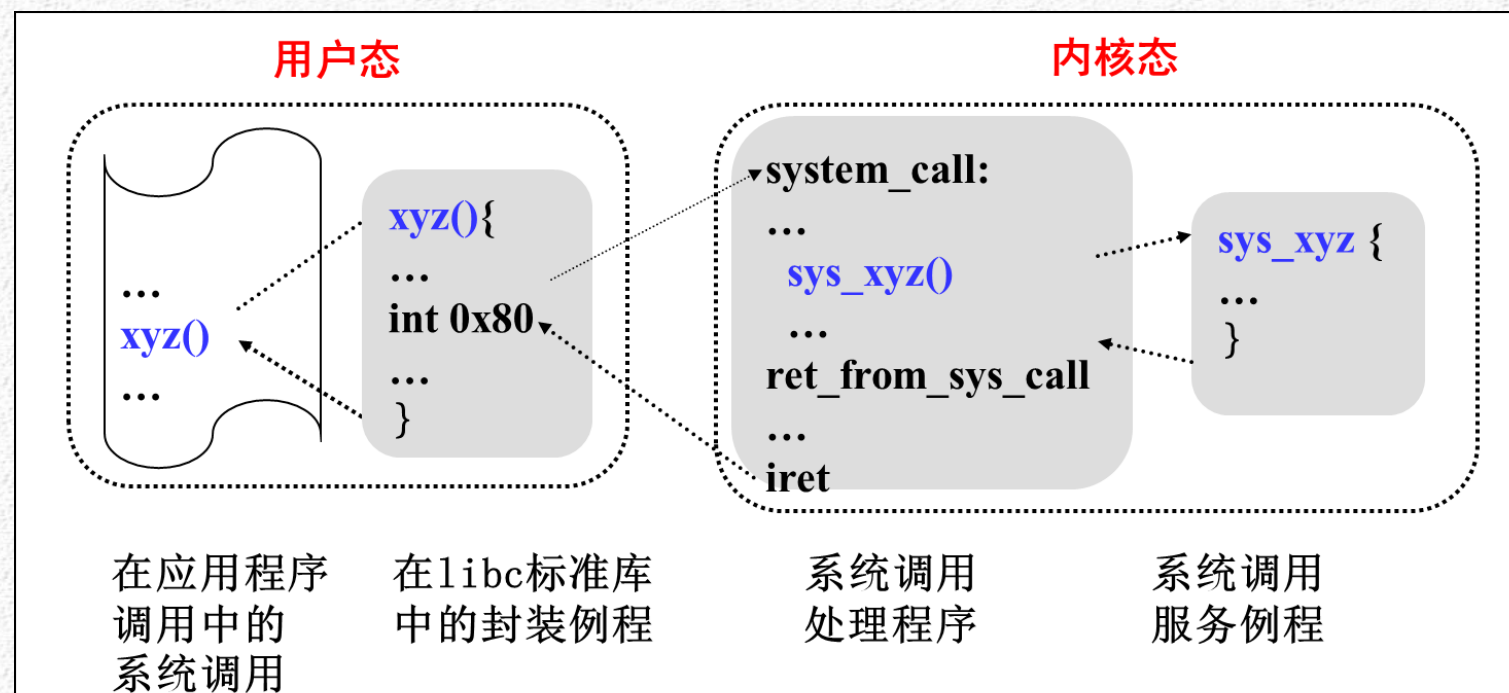 用户态
内核态
…
xyz()
…
xyz(){
…
int 0x80
…
}
system_call:
…
sys_xyz()
…
ret_from_sys_call
…
iret
sys_xyz {
…
}
在应用程序
调用中的
系统调用
在libc标准库
中的封装例程
系统调用
处理程序
系统调用
服务例程